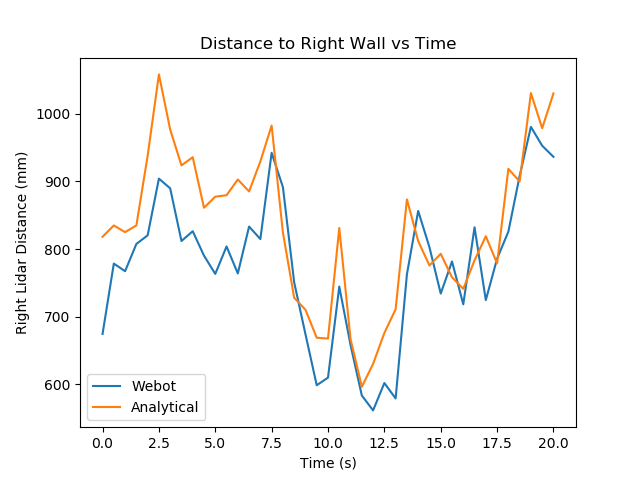 Distance to Right Wall vs Time
Right Lidar Distance (mm)
1000
900
800
700
600
Webot
Analytical
0.0 2.5 5.0 7.5 10.0 12.5 15.0 17.5 20.0
Time (s)